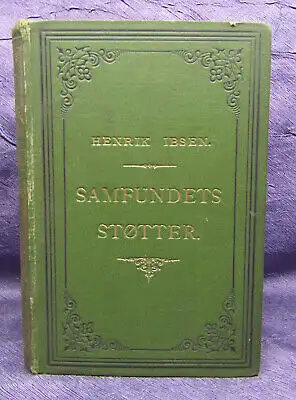 HENRIK IBSEN.
SAMFUNDETS
STØTTER.